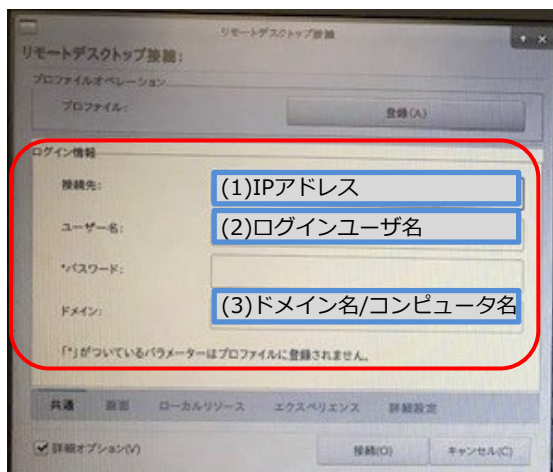 リモートデスクトップ接続
リモートデスクトップ接続:
プロファイルオペレーション
プロファイル:
登録(A)
ログイン情報
接続先:
(1)IPアドレス
ユーザー名:
(2)ログインユーザ名
*パスワード:
ドメイン:
(3)ドメイン名/コンピュータ名
「*」がついているパラメーターはプロファイルに登録されません。
共通 画面 ローカルリソース エクスペリエンス 詳細設定
詳細オプション(V)
接続(O) キャンセル(C)